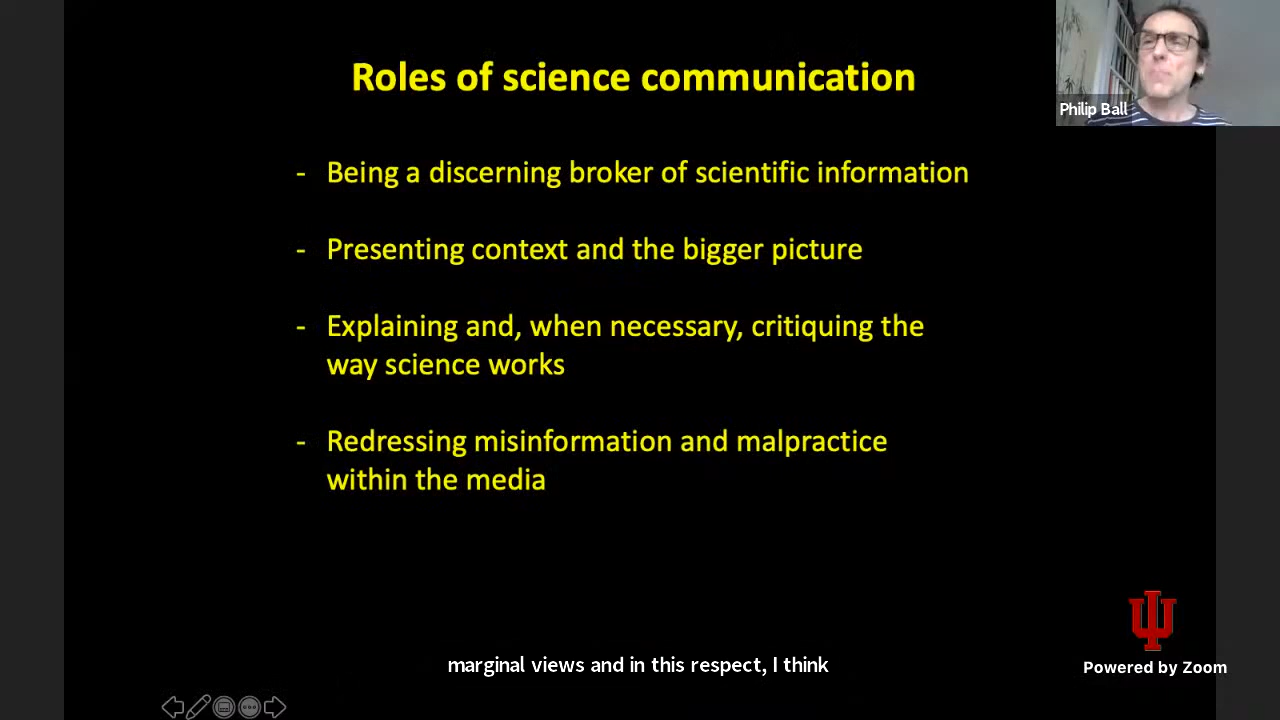 Roles of science communication
Philip Ball
- Being a discerning broker of scientific information
- Presenting context and the bigger picture
- Explaining and, when necessary, critiquing the
way science works
- Redressing misinformation and malpractice
within the media
marginal views and in this respect, I think
Powered by Zoom